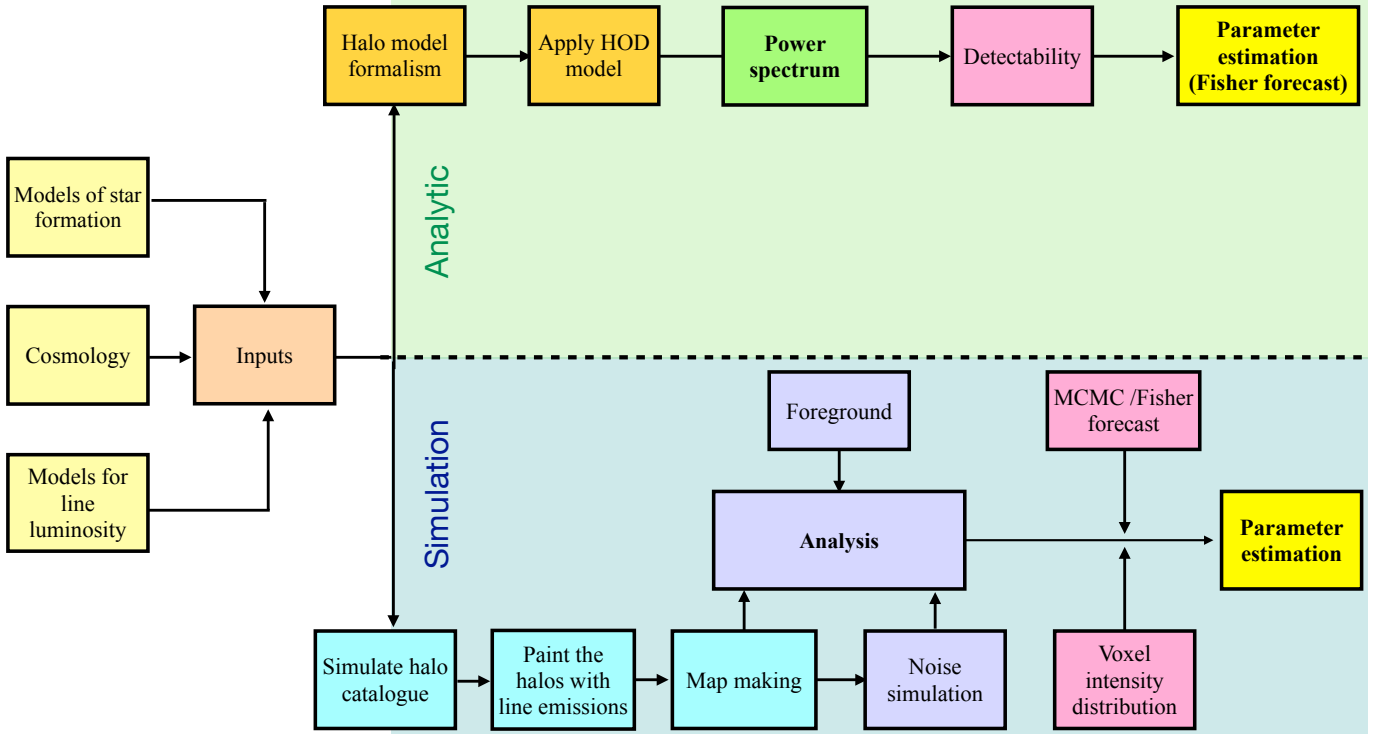 Halo model
formalism
Apply HOD
model
Power
spectrum
Detectability
Parameter
estimation
(Fisher forecast)
Models of star
formation
Analytic
Cosmology
Inputs
Models for
line
luminosity
Simulation
Foreground
MCMC /Fisher
forecast
Analysis
Parameter
estimation
Simulate halo
catalogue
Paint the
halos with
line emissions
Map making
Noise
simulation
Voxel
intensity
distribution